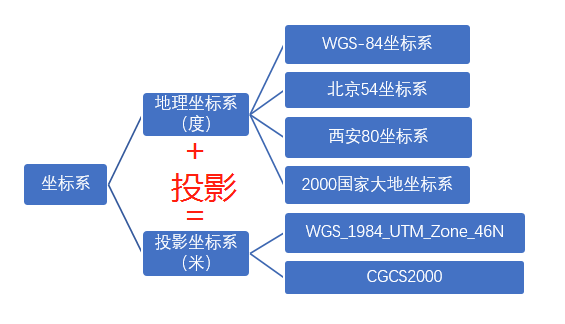 坐标系
地理坐标系
（度）
+
投影
=
投影坐标系
（米）
WGS-84坐标系
北京54坐标系
西安80坐标系
2000国家大地坐标系
WGS_1984_UTM_Zone_46N
CGCS2000